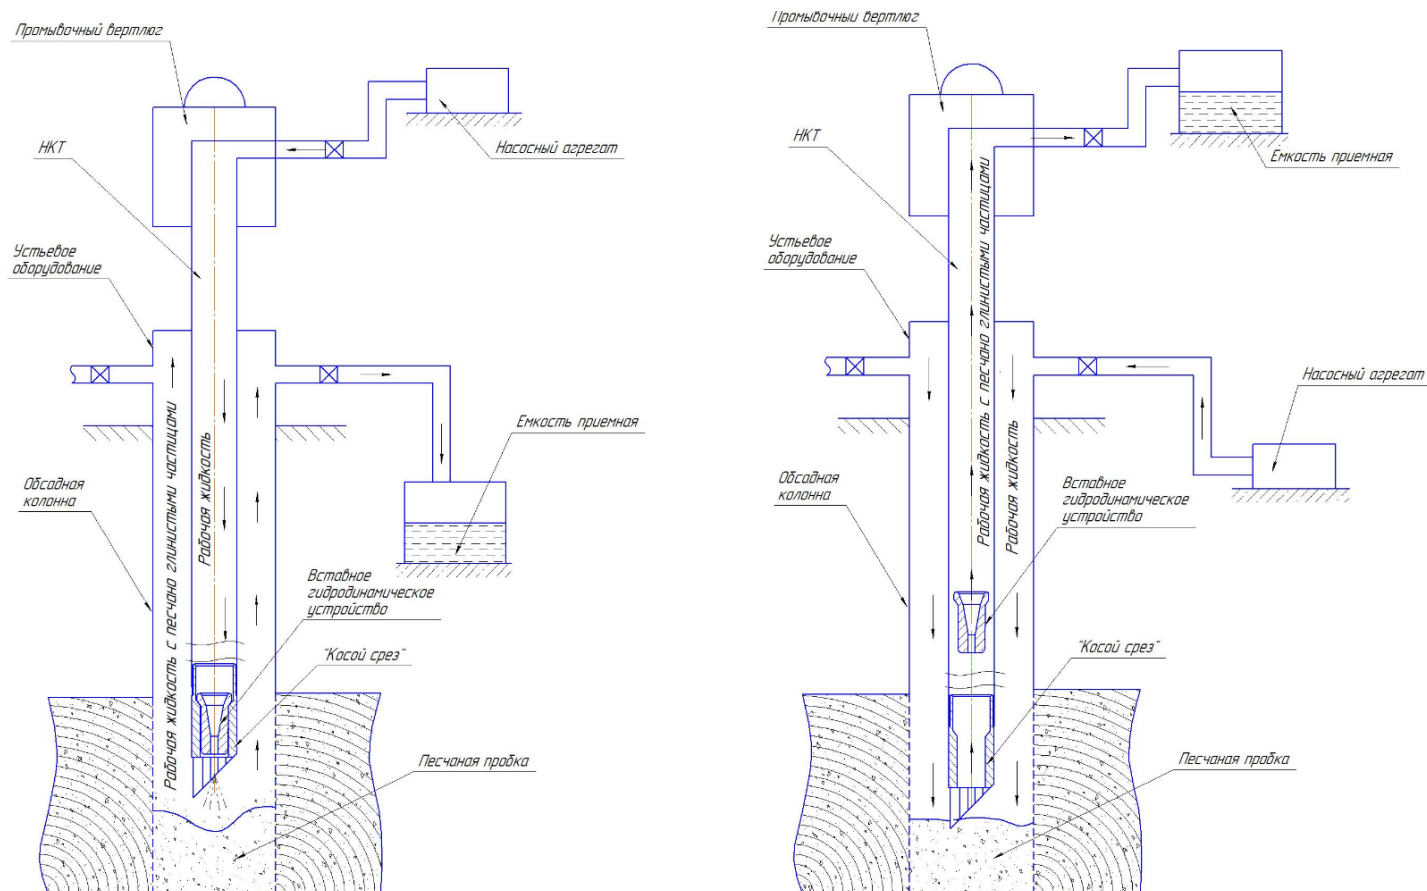 Промывочный вертлюг
НКТ
Насосный агрегат
Устьевое
оборудование
Емкость приемная
Обсадная
колонна
Рабочая жидкость с песчано глинистыми частицами
Рабочая жидкость
Вставное
гидродинамическое
устройство
"Косой срез"
Песчаная пробка
Промывочный вертлюг
НКТ
Емкость приемная
Устьевое
оборудование
Насосный агрегат
Обсадная
колонна
Рабочая жидкость с песчано глинистыми частицами
Рабочая жидкость
Вставное
гидродинамическое
устройство
"Косой срез"
Песчаная пробка